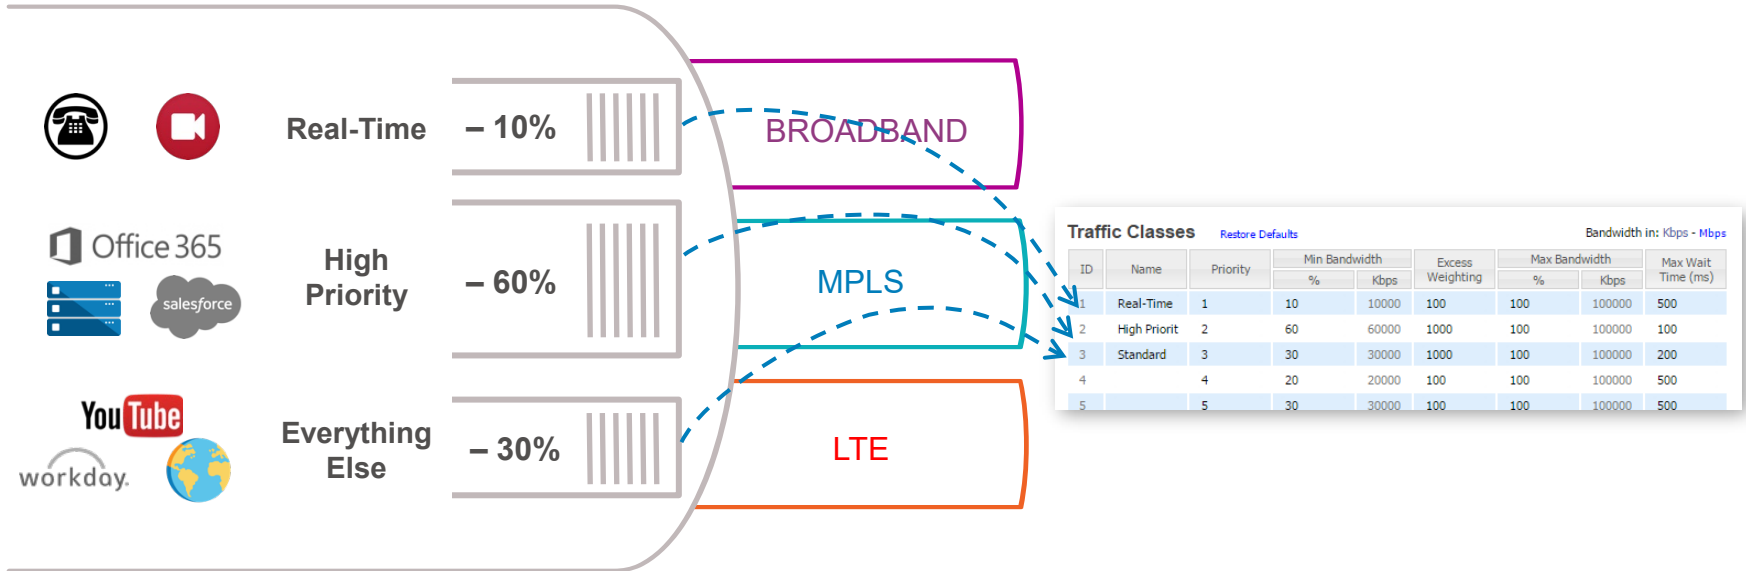 Real-Time
– 10%
Office 365
salesforce
High
Priority
– 60%
YouTube
workday.
Everything
Else
– 30%
BROADBAND
MPLS
LTE
Traffic Classes Restore Defaults Bandwidth in: Kbps - Mbps
ID Name Priority Min Bandwidth Excess Weighting Max Bandwidth Max Wait Time (ms)
% Kbps % Kbps
1 Real-Time 1 10 10000 100 100 100000 500
2 High Priorit 2 60 60000 1000 100 100000 100
3 Standard 3 30 30000 1000 100 100000 200
4 4 20 20000 100 100 100000 500
5 5 30 30000 100 100 100000 500